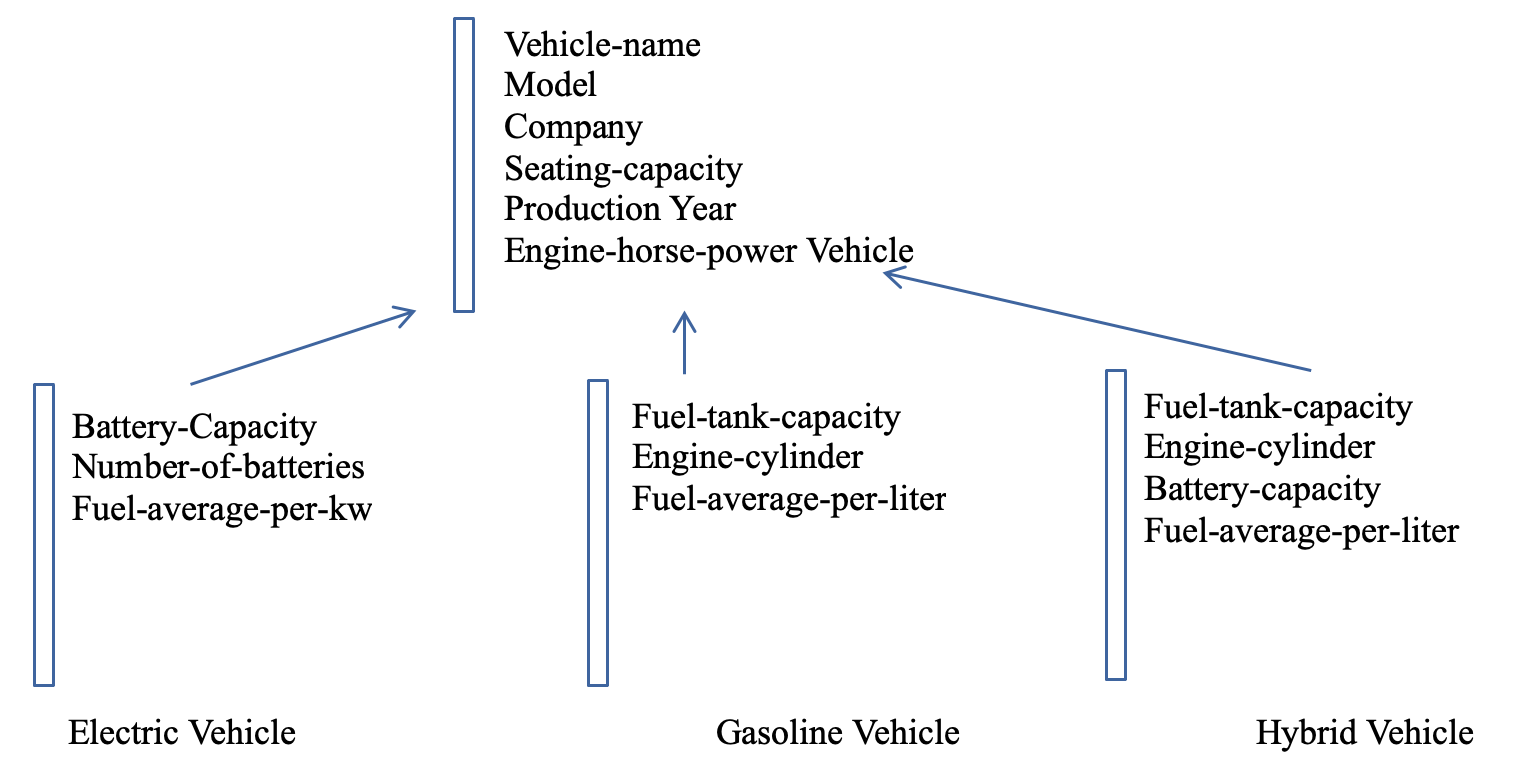 Vehicle-name
Model
Company
Seating-capacity
Production Year
Engine-horse-power Vehicle
Battery-Capacity
Number-of-batteries
Fuel-average-per-kw
Fuel-tank-capacity
Engine-cylinder
Fuel-average-per-liter
Fuel-tank-capacity
Engine-cylinder
Battery-capacity
Fuel-average-per-liter
Electric Vehicle
Gasoline Vehicle
Hybrid Vehicle